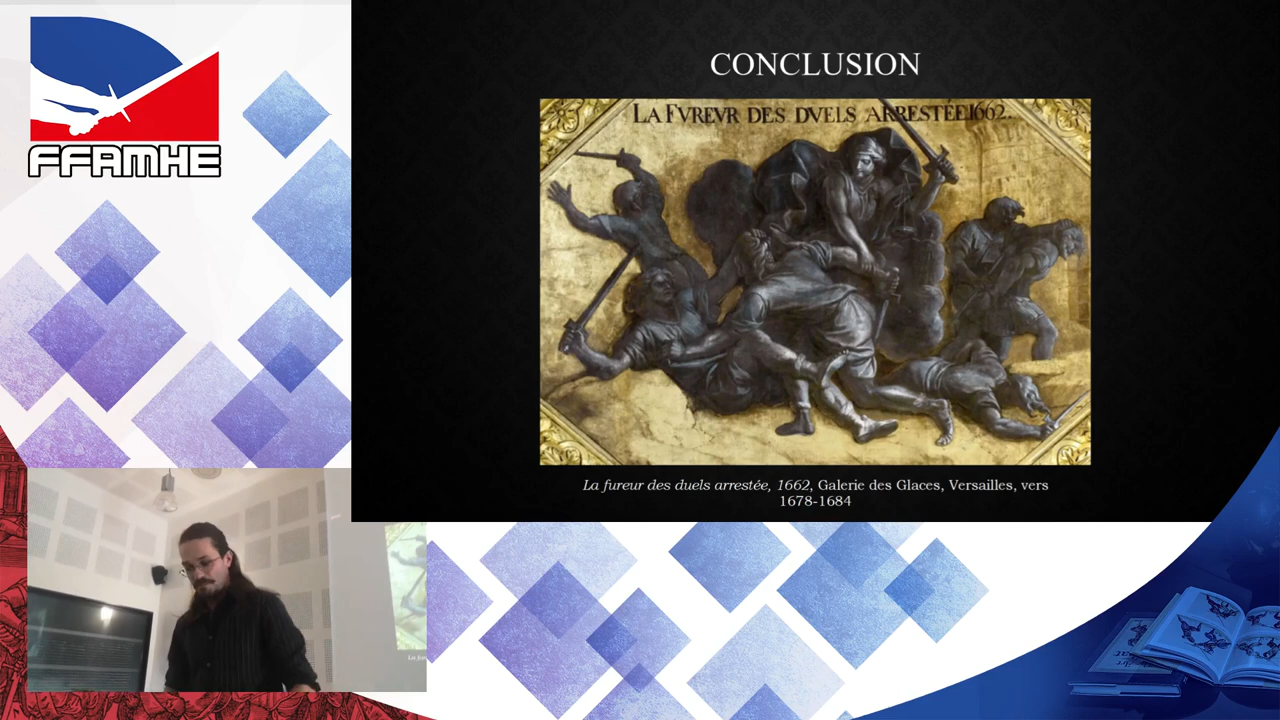 FFAMHE
CONCLUSION
LA FVREVR DES DVELS ARRESTÉE 1662.
La fureur des duels arrestée, 1662, Galerie des Glaces, Versailles, vers
1678-1684